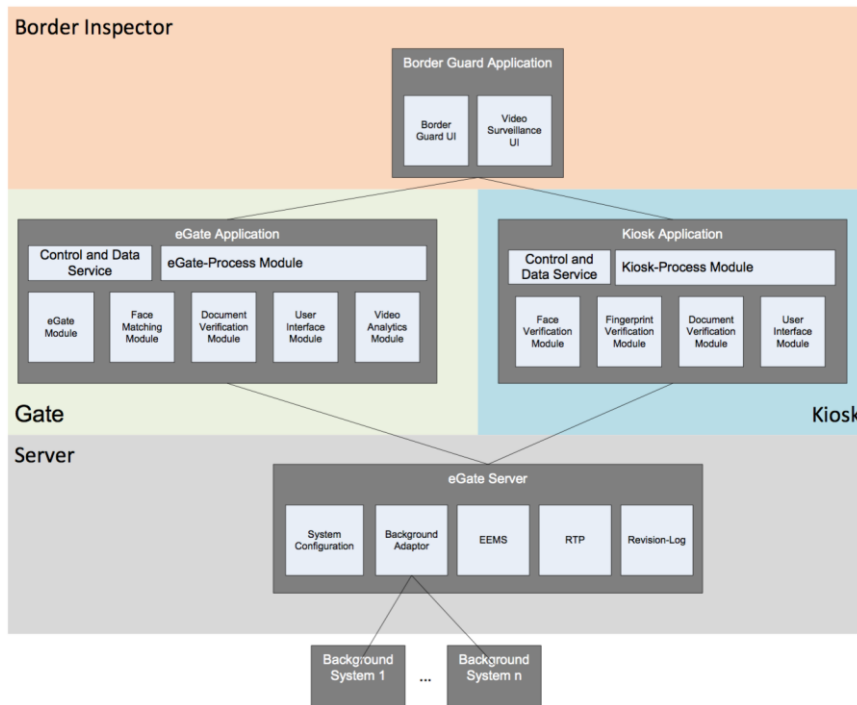 Border Inspector
Border Guard Application
Border
Guard UI
Video
Surveillance
UI
eGate Application
Control and Data
Service
eGate-Process Module
eGate
Module
Face
Matching
Module
Document
Verification
Module
User
Interface
Module
Video
Analytics
Module
Gate
Kiosk Application
Control and
Data Service
Kiosk-Process Module
Face
Verification
Module
Fingerprint
Verification
Module
Document
Verification
Module
User
Interface
Module
Kiosk
Server
eGate Server
System
Configuration
Background
Adaptor
EEMS
RTP
Revision-Log
Background
System 1
...
Background
System n